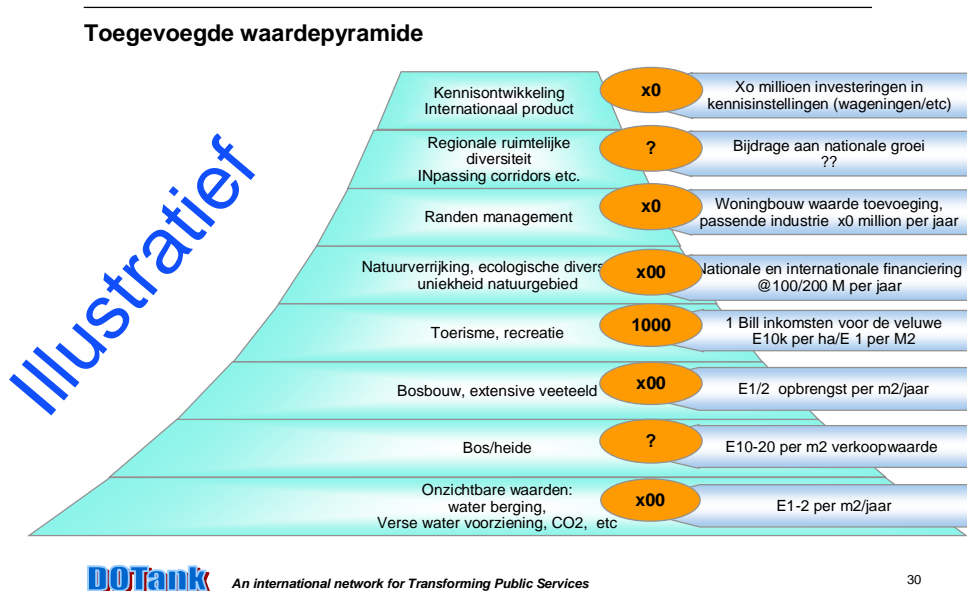 Toegevoegde waardepyramide
Illustratief
Kennisontwikkeling
Internationaal product
x0
Xo millioen investeringen in
kennisinstellingen (wageningen/etc)
Regionale ruimtelijke
diversiteit
INpassing corridors etc.
?
Bijdrage aan nationale groei
??
Randen management
x0
Woningbouw waarde toevoeging,
passende industrie x0 million per jaar
Natuurverrijking, ecologische divers
uniekheid natuurgebied
x00
Nationale en internationale financiering
@100/200 M per jaar
Toerisme, recreatie
1000
1 Bill inkomsten voor de veluwe
E10k per ha/E 1 per M2
Bosbouw, extensive veeteeld
x00
E1/2 opbrengst per m2/jaar
Bos/heide
?
E10-20 per m2 verkoopwaarde
Onzichtbare waarden:
water berging,
Verse water voorziening, CO2, etc
x00
E1-2 per m2/jaar
DOTank An international network for Transforming Public Services
30